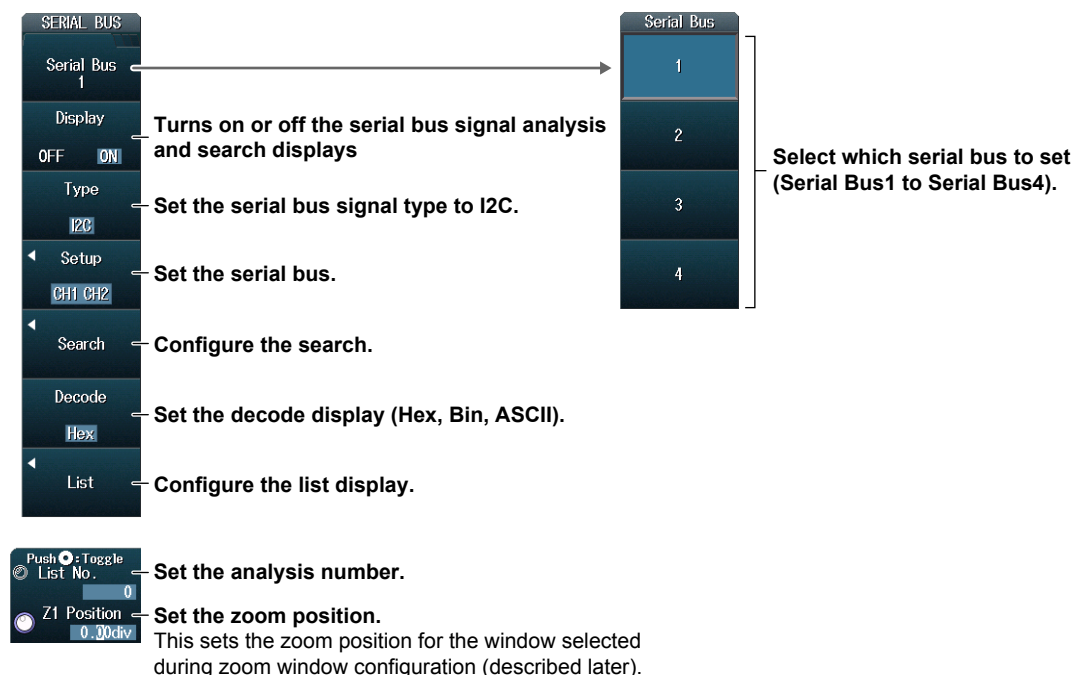 SERIAL BUS
Serial Bus
1
Display
OFF ON
Turns on or off the serial bus signal analysis
and search displays
Type
I2C
Set the serial bus signal type to I2C.
Setup
CH1 CH2
Set the serial bus.
Search
Configure the search.
Decode
Hex
Set the decode display (Hex, Bin, ASCII).
List
Configure the list display.
Serial Bus
1
2
3
4
Select which serial bus to set
(Serial Bus1 to Serial Bus4).
Push :Toggle
List No.
0
Set the analysis number.
Z1 Position
0.00div
Set the zoom position.
This sets the zoom position for the window selected
during zoom window configuration (described later).